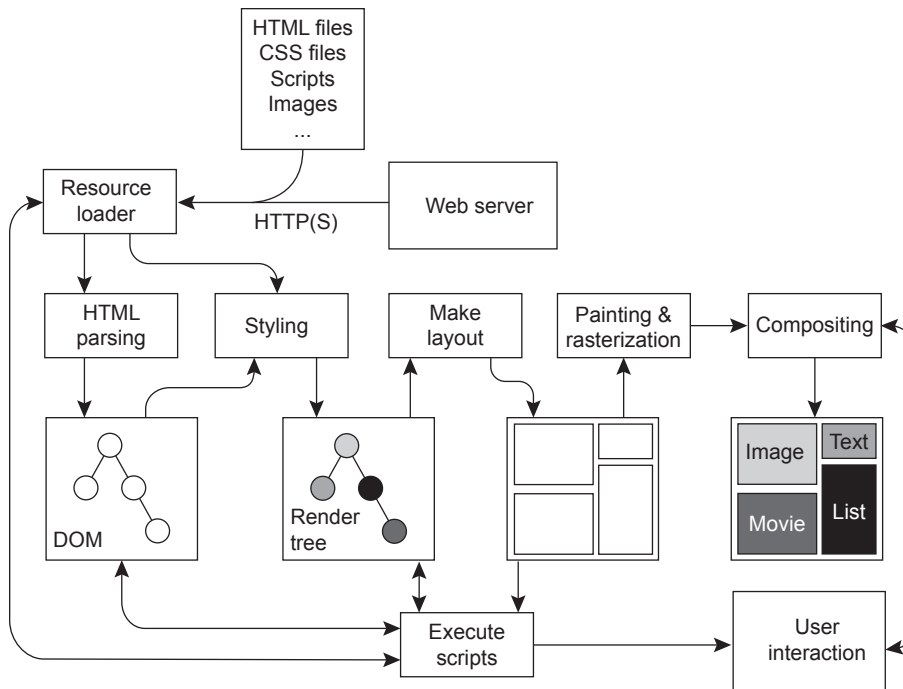 HTML files
CSS files
Scripts
Images
...
Resource
loader
HTTP(S)
Web server
HTML
parsing
Styling
Make
layout
Painting &
rasterization
Compositing
DOM
Render
tree
Image
Text
Movie
List
Execute
scripts
User
interaction